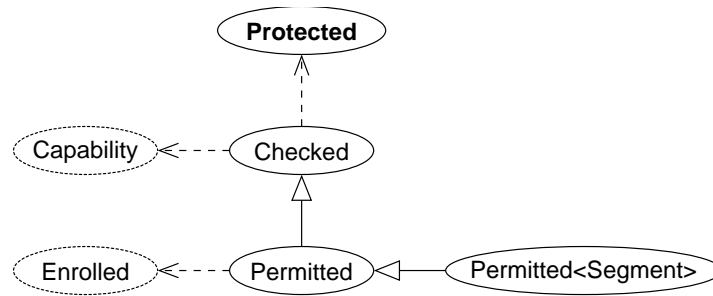 Protected
Capability
Checked
Enrolled
Permitted
Permitted<Segment>